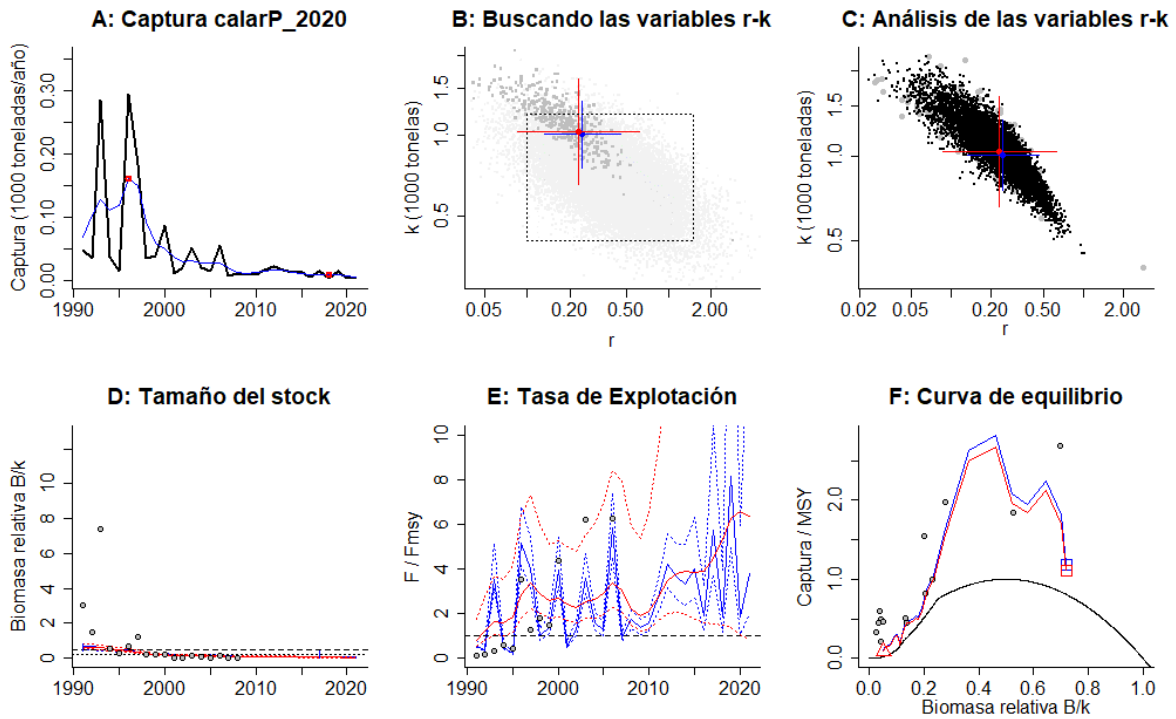 A: Captura calarP_2020
Captura (1000 toneladas/año)
0.00 0.10 0.20 0.30
1990 2000 2010 2020
B: Buscando las variables r-k
k (1000 tonelas)
0.5 1.0 1.5
0.05 0.20 0.50 2.00
r
C: Análisis de las variables r-k
k (1000 toneladas)
0.5 1.0 1.5
0.02 0.05 0.20 0.50 2.00
r
D: Tamaño del stock
Biomasa relativa B/k
0 2 4 6 8 10
1990 2000 2010 2020
E: Tasa de Explotación
F / Fmsy
0 2 4 6 8 10
1990 2000 2010 2020
F: Curva de equilibrio
Captura / MSY
0.0 1.0 2.0
0.0 0.2 0.4 0.6 0.8 1.0
Biomasa relativa B/k